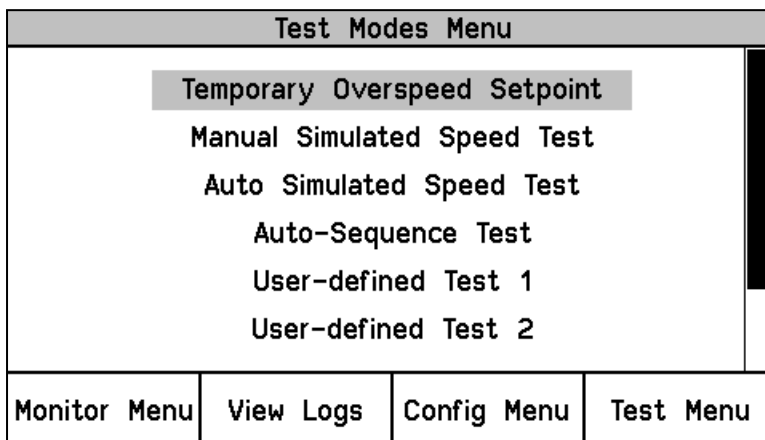 Test Modes Menu
Temporary Overspeed Setpoint
Manual Simulated Speed Test
Auto Simulated Speed Test
Auto-Sequence Test
User-defined Test 1
User-defined Test 2
Monitor Menu View Logs Config Menu Test Menu